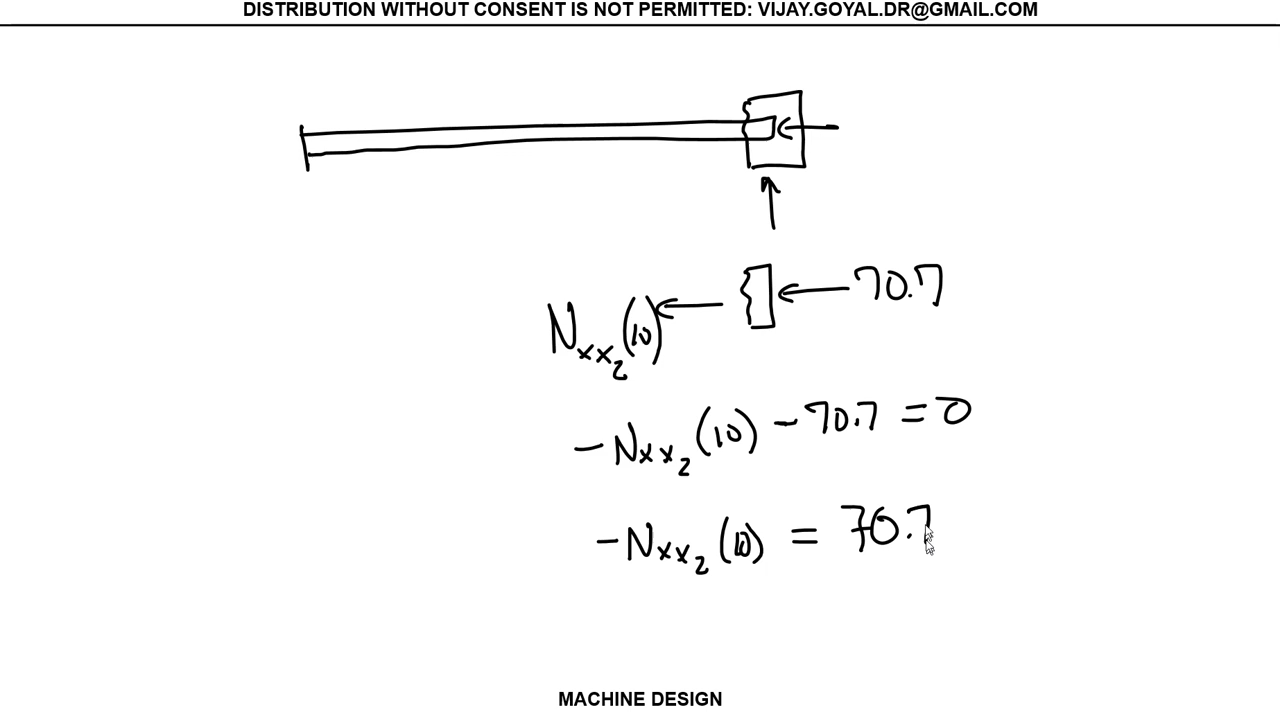 DISTRIBUTION WITHOUT CONSENT IS NOT PERMITTED: VIJAY.GOYAL.DR@GMAIL.COM
70.7
Nxx₂(10)
-Nxx₂(10) -70.7 = 0
-Nxx₂(10) = 70.7
MACHINE DESIGN